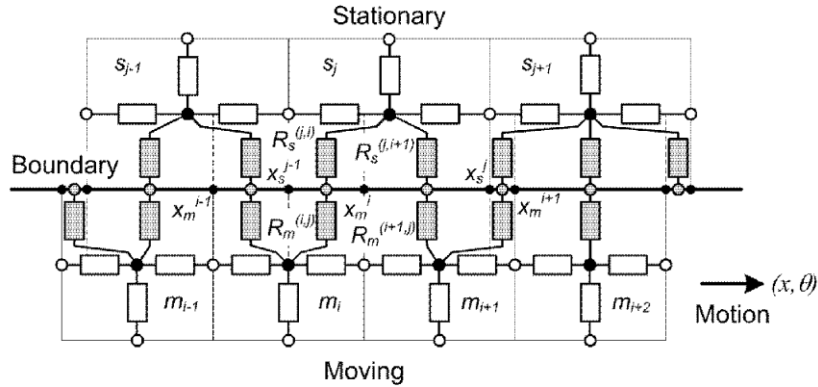 Stationary
s_{j-1} s_j s_{j+1}
R_s^{(j,i)} R_s^{(j,i+1)}
Boundary x_s^{j-1} x_s^j
x_m^{i-1} x_m^i x_m^{i+1}
R_m^{(i,j)} R_m^{(i+1,j)}
(x, θ)
m_{i-1} m_i m_{i+1} m_{i+2} Motion
Moving